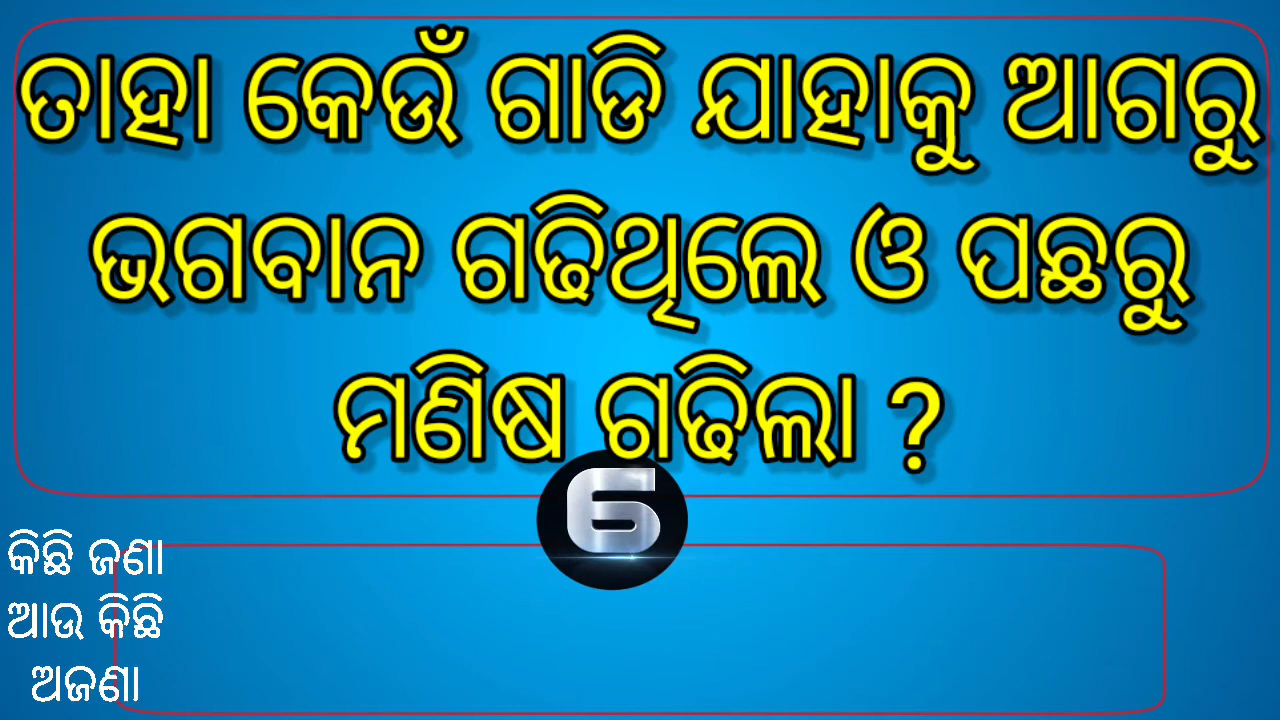 ତାହା କେଉଁ ଗାଡି ଯାହାକୁ ଆଗରୁ
ଭଗବାନ ଗଢିଥିଲେ ଓ ପଛରୁ
ମଣିଷ ଗଢିଲା ?
6
କିଛି ଜଣା
ଆଉ କିଛି
ଅଜଣା